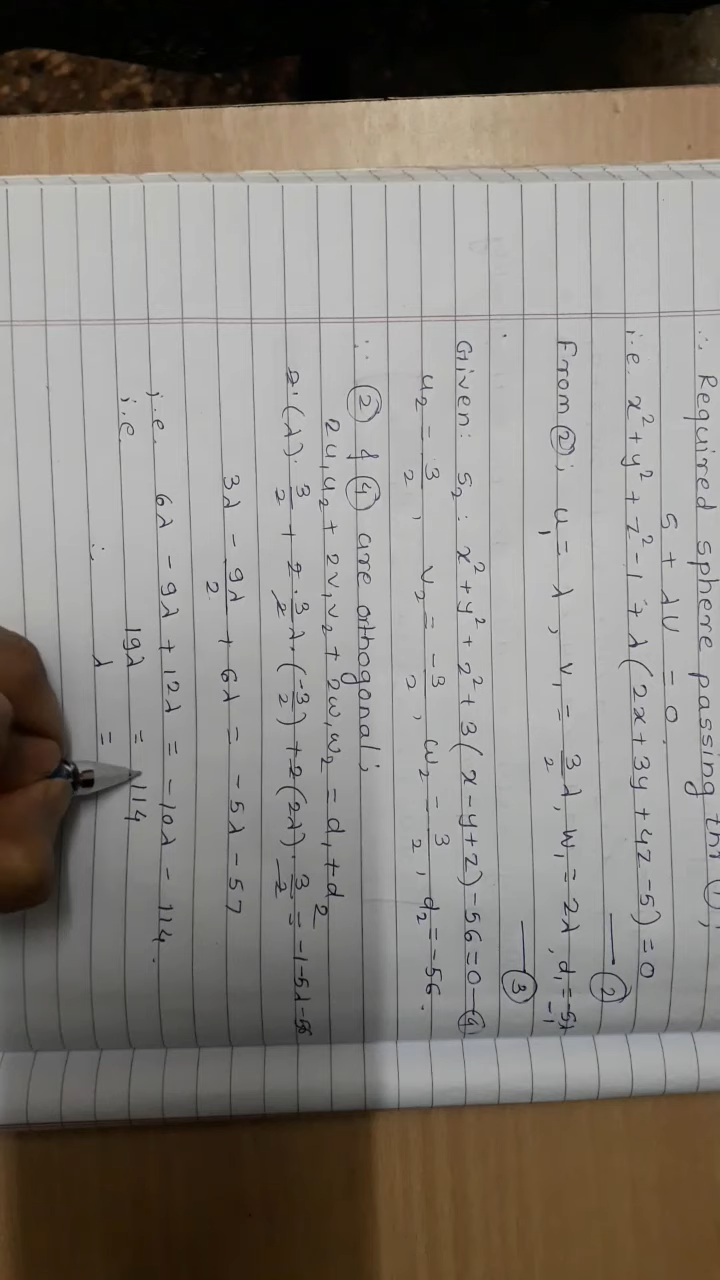 ∴ Required sphere passing thr' ①;
S + λU = 0
i.e. x² + y² + z² - 1 + λ(2x + 3y + 4z - 5) = 0
— ②
From ②; u₁ = λ, v₁ = 3/2 λ, w₁ = 2λ, d₁ = -5λ -1
— ③
Given: S₂ : x² + y² + z² + 3(x - y + z) - 56 = 0 — ④
u₂ = 3/2, v₂ = -3/2, w₂ = 3/2, d₂ = -56.
∵ ② & ④ are orthogonal;
2u₁u₂ + 2v₁v₂ + 2w₁w₂ = d₁ + d₂
2·(λ)·3/2 + 2·3/2 λ·(-3/2) + 2(2λ)·3/2 = -1-5λ-56
3λ - 9λ/2 + 6λ = -5λ - 57
i.e. 6λ - 9λ + 12λ = -10λ - 114.
i.e. 19λ = 114
∴ λ =